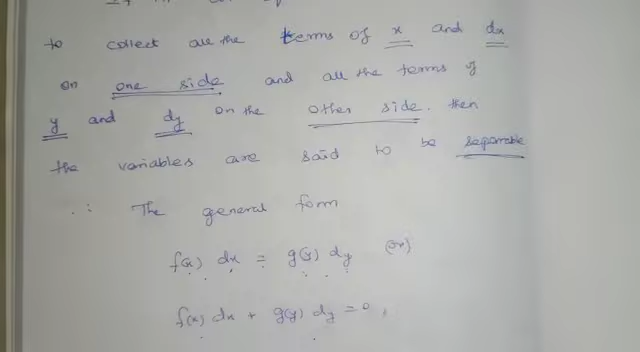 to collect all the terms of x and dx
on one side and all the terms of
y and dy on the other side. then
the variables are said to be separable
∴ The general form
f(x) dx = g(y) dy (or)
f(x) dx + g(y) dy = 0,